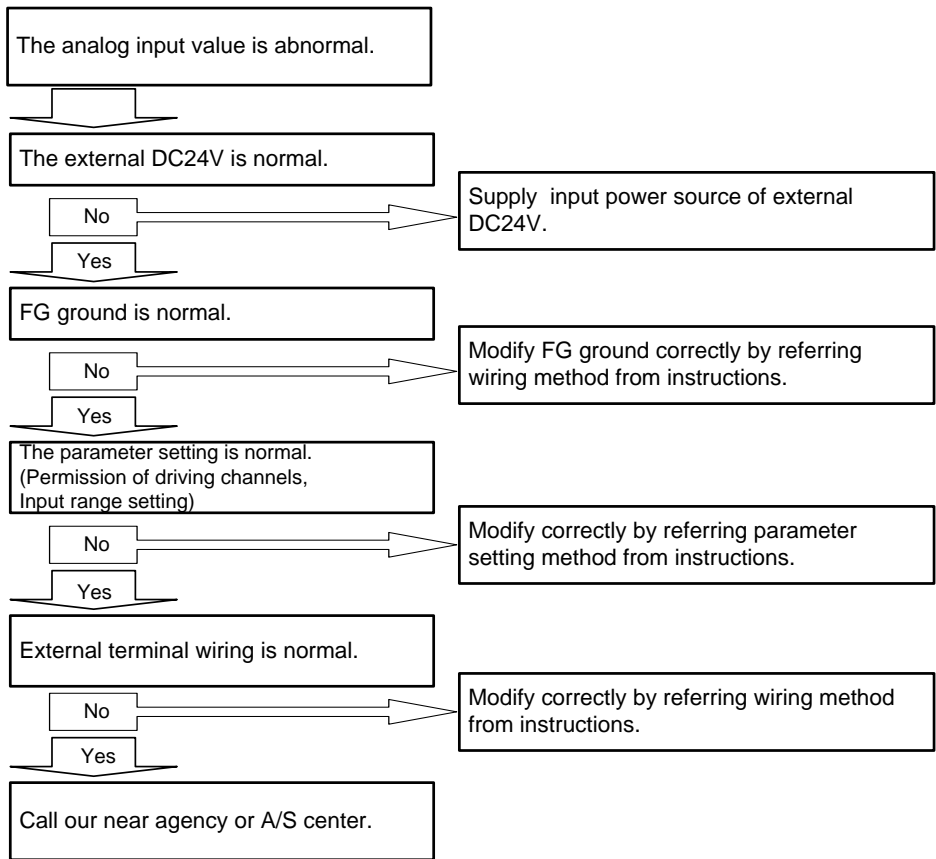 The analog input value is abnormal.
The external DC24V is normal.
No
Supply input power source of external
DC24V.
Yes
FG ground is normal.
No
Modify FG ground correctly by referring
wiring method from instructions.
Yes
The parameter setting is normal.
(Permission of driving channels,
Input range setting)
No
Modify correctly by referring parameter
setting method from instructions.
Yes
External terminal wiring is normal.
No
Modify correctly by referring wiring method
from instructions.
Yes
Call our near agency or A/S center.